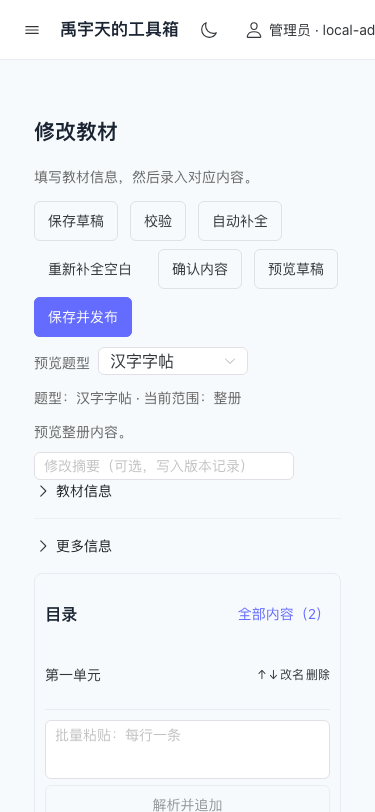 禹宇天的工具箱 管理员 · local-ad
修改教材
填写教材信息，然后录入对应内容。
保存草稿 校验 自动补全
重新补全空白 确认内容 预览草稿
保存并发布
预览题型 汉字字帖
题型：汉字字帖 · 当前范围：整册
预览整册内容。
修改摘要（可选，写入版本记录）
教材信息
更多信息
目录 全部内容（2）
第一单元 ↑ ↓ 改名 删除
批量粘贴：每行一条
解析并追加